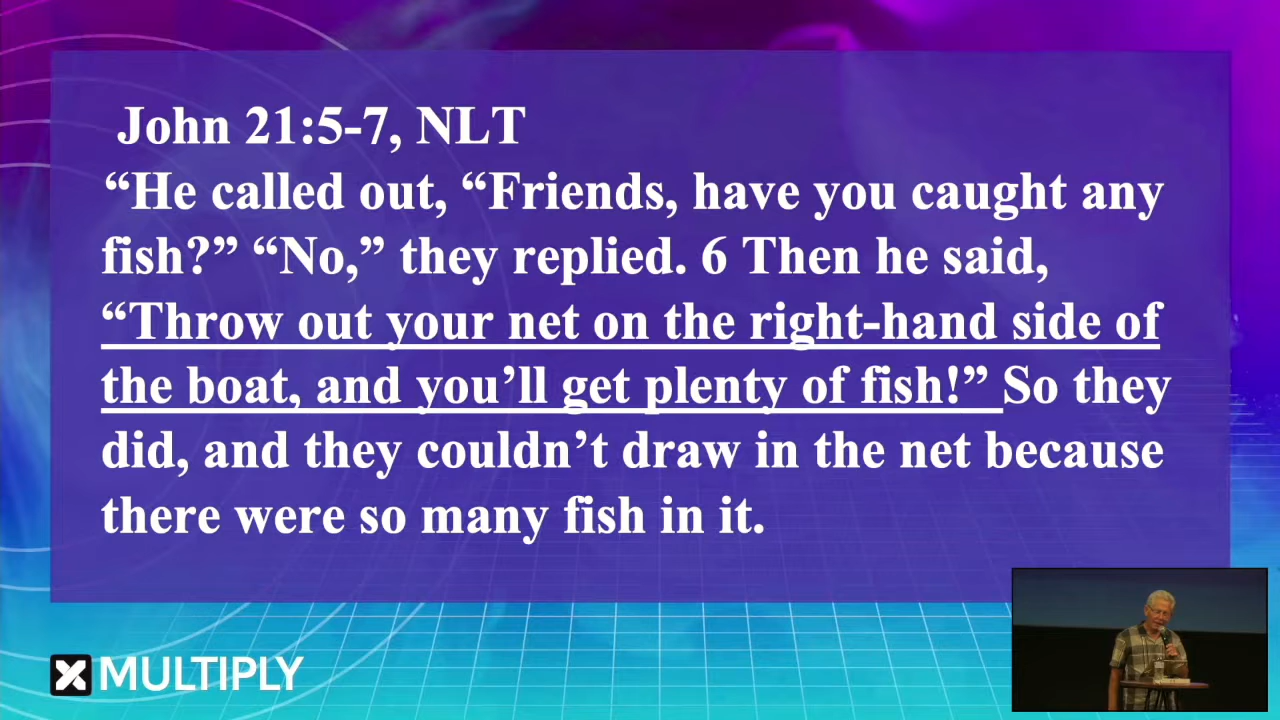 John 21:5-7, NLT
“He called out, “Friends, have you caught any
fish?” “No,” they replied. 6 Then he said,
“Throw out your net on the right-hand side of
the boat, and you’ll get plenty of fish!” So they
did, and they couldn’t draw in the net because
there were so many fish in it.
MULTIPLY